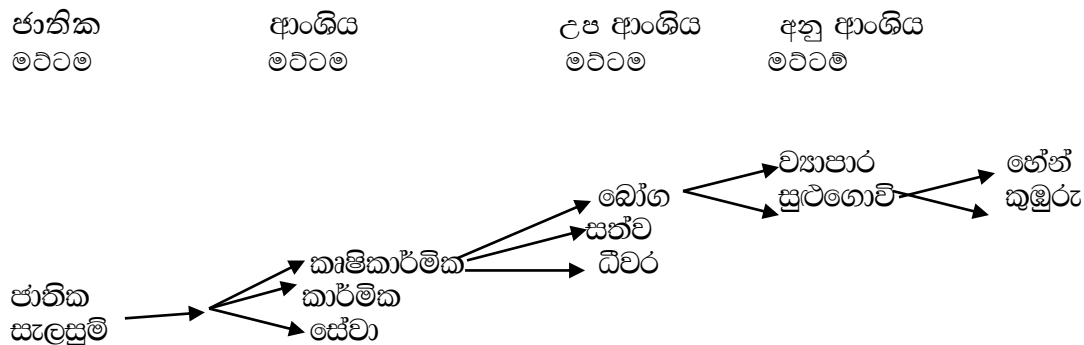 ජාතික ආංශිය උප ආංශිය අනු ආංශිය
මට්ටම මට්ටම මට්ටම මට්ටම්
ව්‍යාපාර හේන්
බෝග සුළුගොවි කුඹුරු
සත්ව
කෘෂිකාර්මික ධීවර
ජාතික කාර්මික
සැලසුම් සේවා